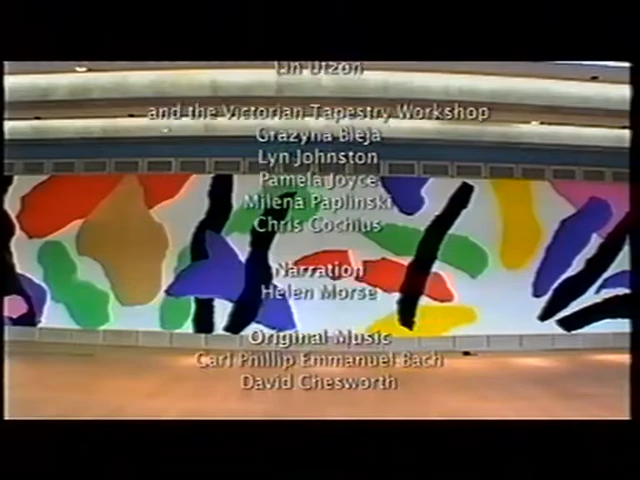 Jan Utzon
and the Victorian Tapestry Workshop
Grazyna Bleja
Lyn Johnston
Pamela Joyce
Milena Paplinski
Chris Cochius
Narration
Helen Morse
Original Music
Carl Phillip Emmanuel Bach
David Chesworth